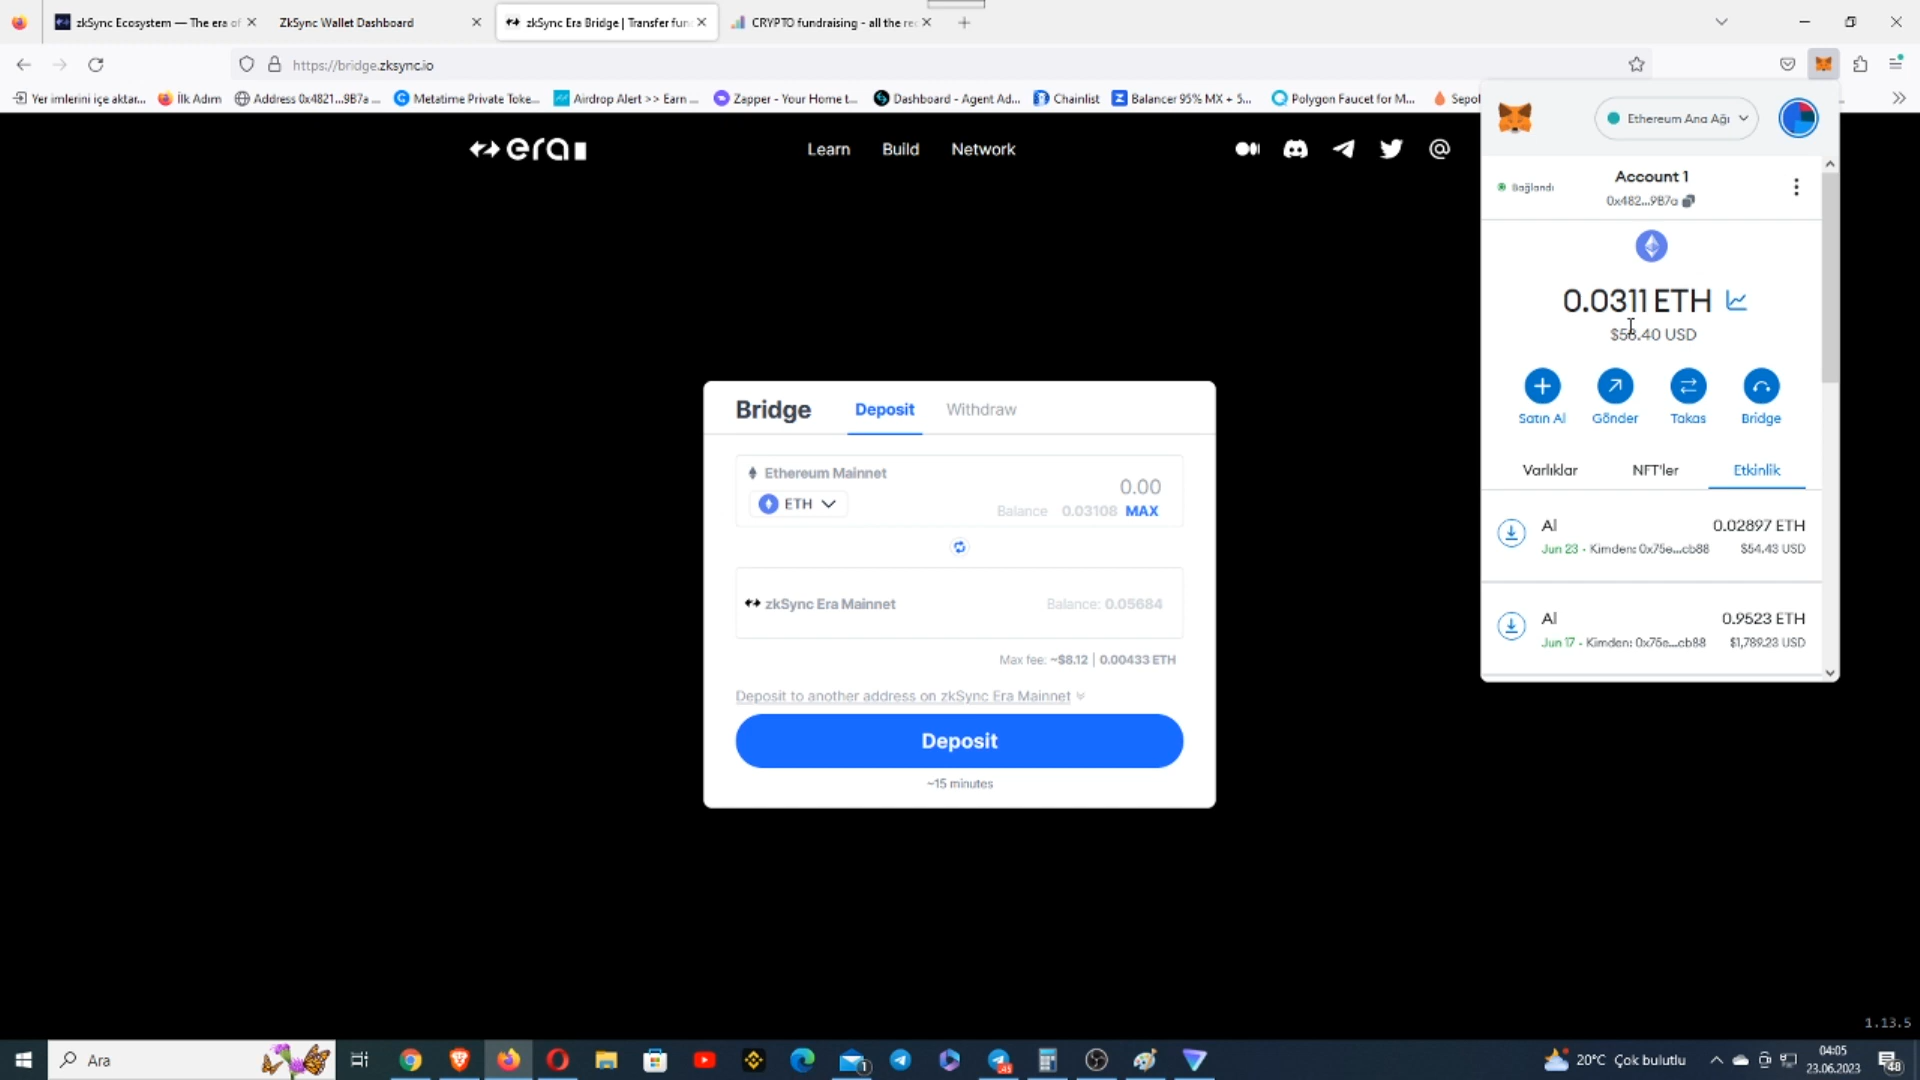 zkSync Ecosystem — The era of
ZkSync Wallet Dashboard
zkSync Era Bridge | Transfer fun
CRYPTO fundraising - all the re
https://bridge.zksync.io
Yer imlerini içe aktar...
İlk Adım
Address 0x4821...9B7a ...
Metatime Private Toke...
Airdrop Alert >> Earn ...
Zapper - Your Home t...
Dashboard - Agent Ad...
Chainlist
Balancer 95% MX + 5...
Polygon Faucet for M...
Sepol
era
Learn
Build
Network
Ethereum Ana Ağı
Bağlandı
Account 1
0x482...9B7a
0.0311 ETH
$58.40 USD
Satın Al
Gönder
Takas
Bridge
Varlıklar
NFT'ler
Etkinlik
Al
0.02897 ETH
Jun 23 · Kimden: 0x75e...cb88
$54.43 USD
Al
0.9523 ETH
Jun 17 · Kimden: 0x75e...cb88
$1,789.23 USD
Bridge
Deposit
Withdraw
Ethereum Mainnet
0.00
ETH
Balance 0.03108 MAX
zkSync Era Mainnet
Balance: 0.05684
Max fee: ~$8.12 | 0.00433 ETH
Deposit to another address on zkSync Era Mainnet
Deposit
~15 minutes
1.13.5
Ara
1
45
20°C Çok bulutlu
04:05
23.06.2023
48